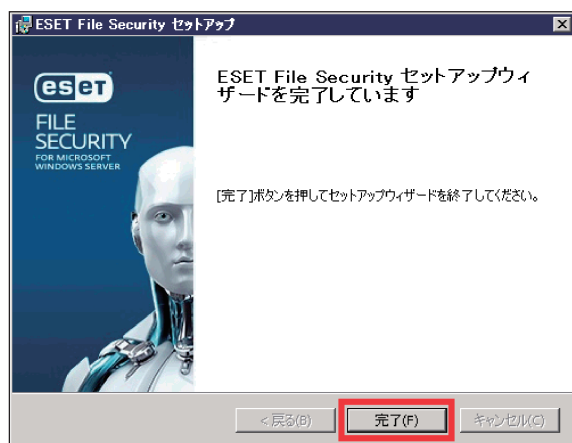 ESET File Security セットアップ
eset
FILE
SECURITY
FOR MICROSOFT
WINDOWS SERVER
ESET File Security セットアップウィ
ザードを完了しています
[完了]ボタンを押してセットアップウィザードを終了してください。
< 戻る(B)
完了(F)
キャンセル(C)